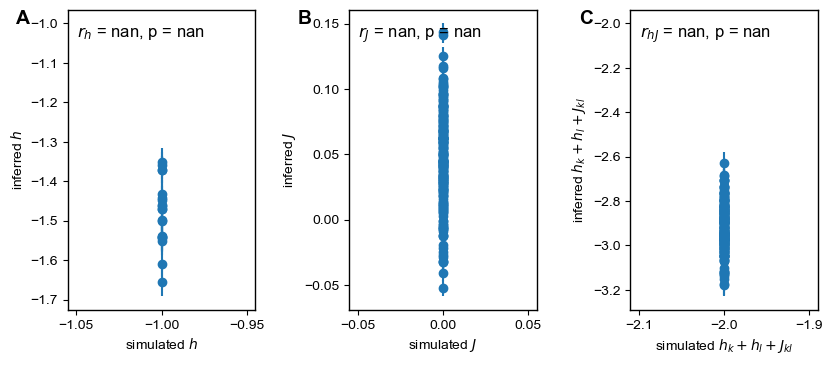 A
r_h = nan, p = nan
−1.0
−1.1
−1.2
−1.3
−1.4
−1.5
−1.6
−1.7
inferred h
−1.05
−1.00
−0.95
simulated h
B
r_J = nan, p = nan
0.15
0.10
0.05
0.00
−0.05
inferred J
−0.05
0.00
0.05
simulated J
C
r_hJ = nan, p = nan
−2.0
−2.2
−2.4
−2.6
−2.8
−3.0
−3.2
inferred h_k + h_l + J_kl
−2.1
−2.0
−1.9
simulated h_k + h_l + J_kl